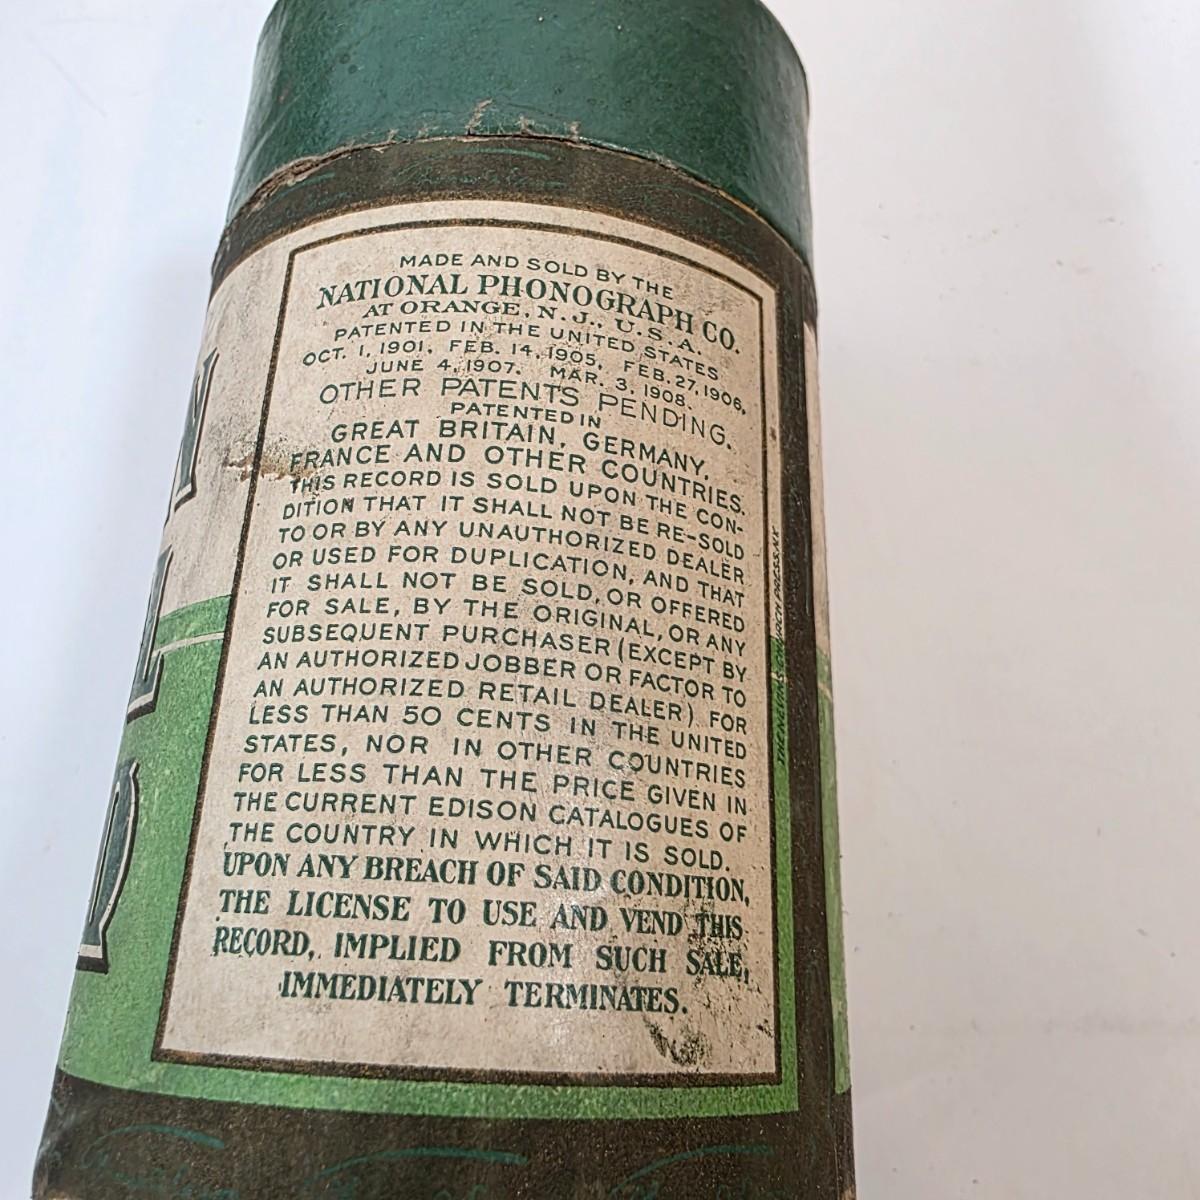 MADE AND SOLD BY THE
NATIONAL PHONOGRAPH CO.
AT ORANGE, N. J., U. S. A.
PATENTED IN THE UNITED STATES
OCT. 1, 1901, FEB. 14, 1905, FEB. 27, 1906,
JUNE 4, 1907. MAR. 3, 1908.
OTHER PATENTS PENDING.
PATENTED IN
GREAT BRITAIN, GERMANY,
FRANCE AND OTHER COUNTRIES.
THIS RECORD IS SOLD UPON THE CON-
DITION THAT IT SHALL NOT BE RE-SOLD
TO OR BY ANY UNAUTHORIZED DEALER
OR USED FOR DUPLICATION, AND THAT
IT SHALL NOT BE SOLD, OR OFFERED
FOR SALE, BY THE ORIGINAL, OR ANY
SUBSEQUENT PURCHASER (EXCEPT BY
AN AUTHORIZED JOBBER OR FACTOR TO
AN AUTHORIZED RETAIL DEALER) FOR
LESS THAN 50 CENTS IN THE UNITED
STATES, NOR IN OTHER COUNTRIES
FOR LESS THAN THE PRICE GIVEN IN
THE CURRENT EDISON CATALOGUES OF
THE COUNTRY IN WHICH IT IS SOLD.
UPON ANY BREACH OF SAID CONDITION,
THE LICENSE TO USE AND VEND THIS
RECORD, IMPLIED FROM SUCH SALE,
IMMEDIATELY TERMINATES.